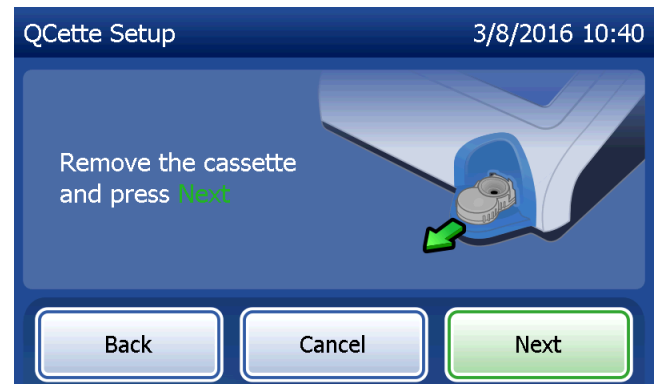 QCette Setup 3/8/2016 10:40
Remove the cassette
and press Next
Back Cancel Next